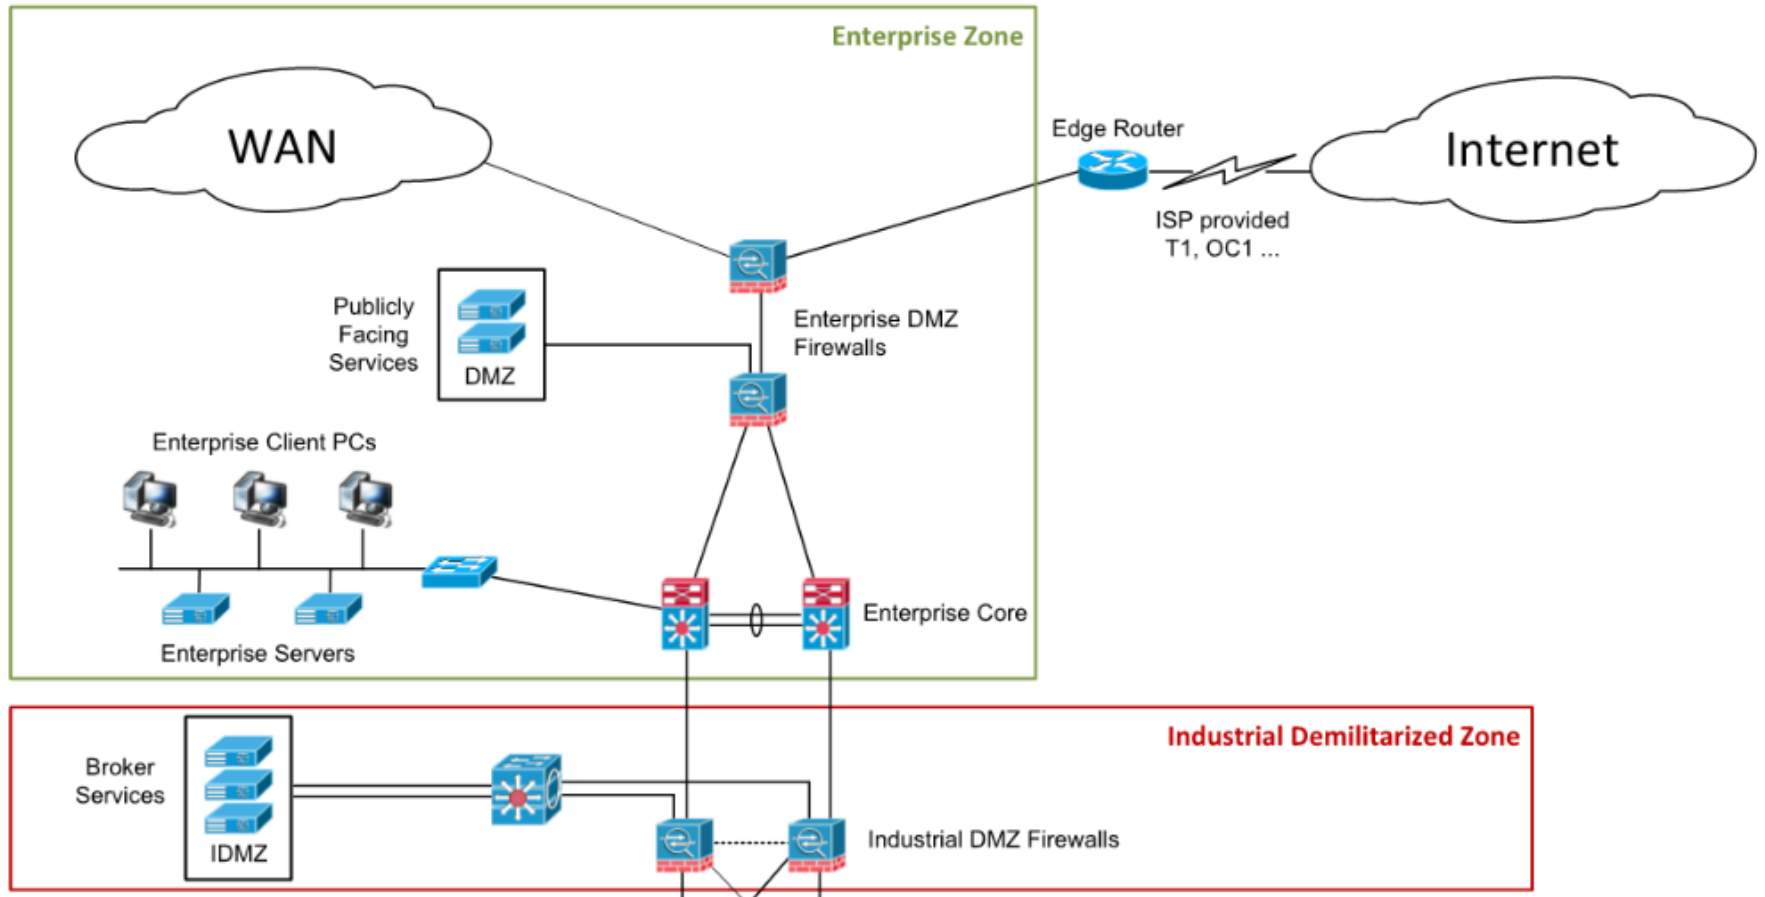 Enterprise Zone
WAN
Edge Router
Internet
ISP provided
T1, OC1 ...
Publicly
Facing
Services
DMZ
Enterprise DMZ
Firewalls
Enterprise Client PCs
Enterprise Core
Enterprise Servers
Industrial Demilitarized Zone
Broker
Services
IDMZ
Industrial DMZ Firewalls